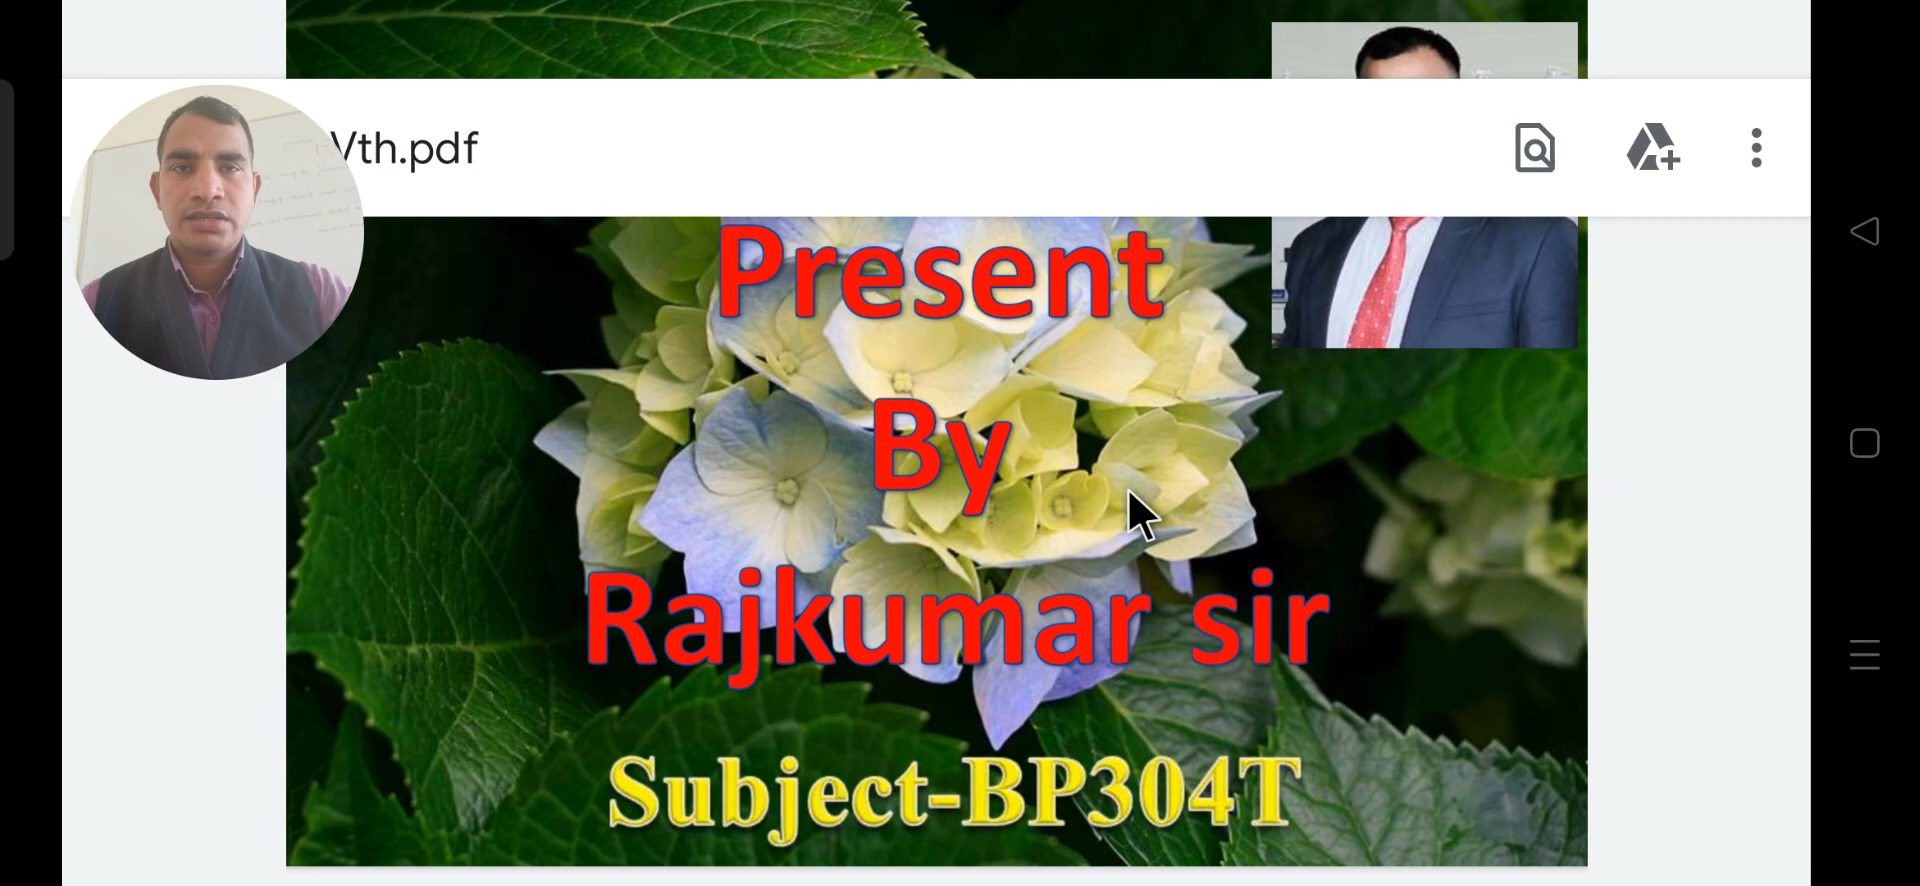 Vth.pdf
Present
By
Rajkumar sir
Subject-BP304T